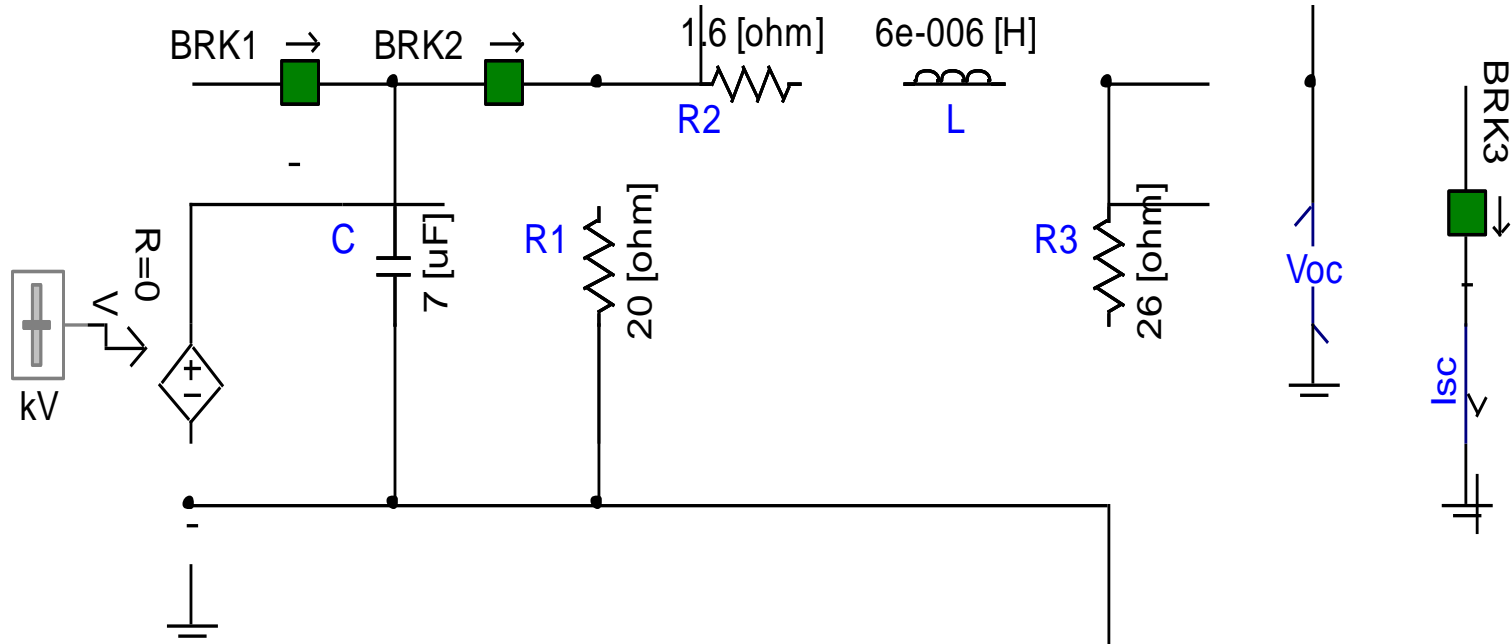 BRK1
BRK2
1.6 [ohm]
6e-006 [H]
R2
L
BRK3
R=0
V
kV
+
-
C
7 [uF]
R1
20 [ohm]
R3
26 [ohm]
Voc
Isc